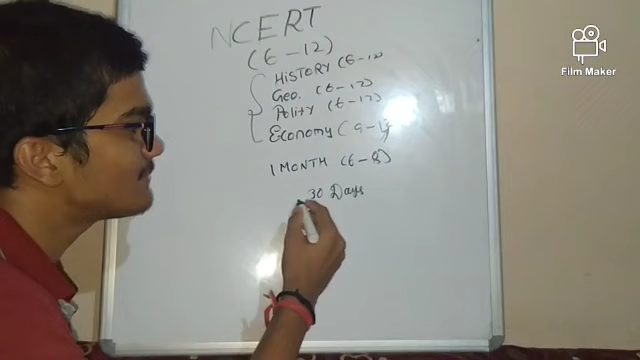 NCERT
(6-12)
HISTORY (6-12)
Geo. (6-12)
Polity (6-12)
Economy (9-12)
1 MONTH (6-8)
30 Days
Film Maker